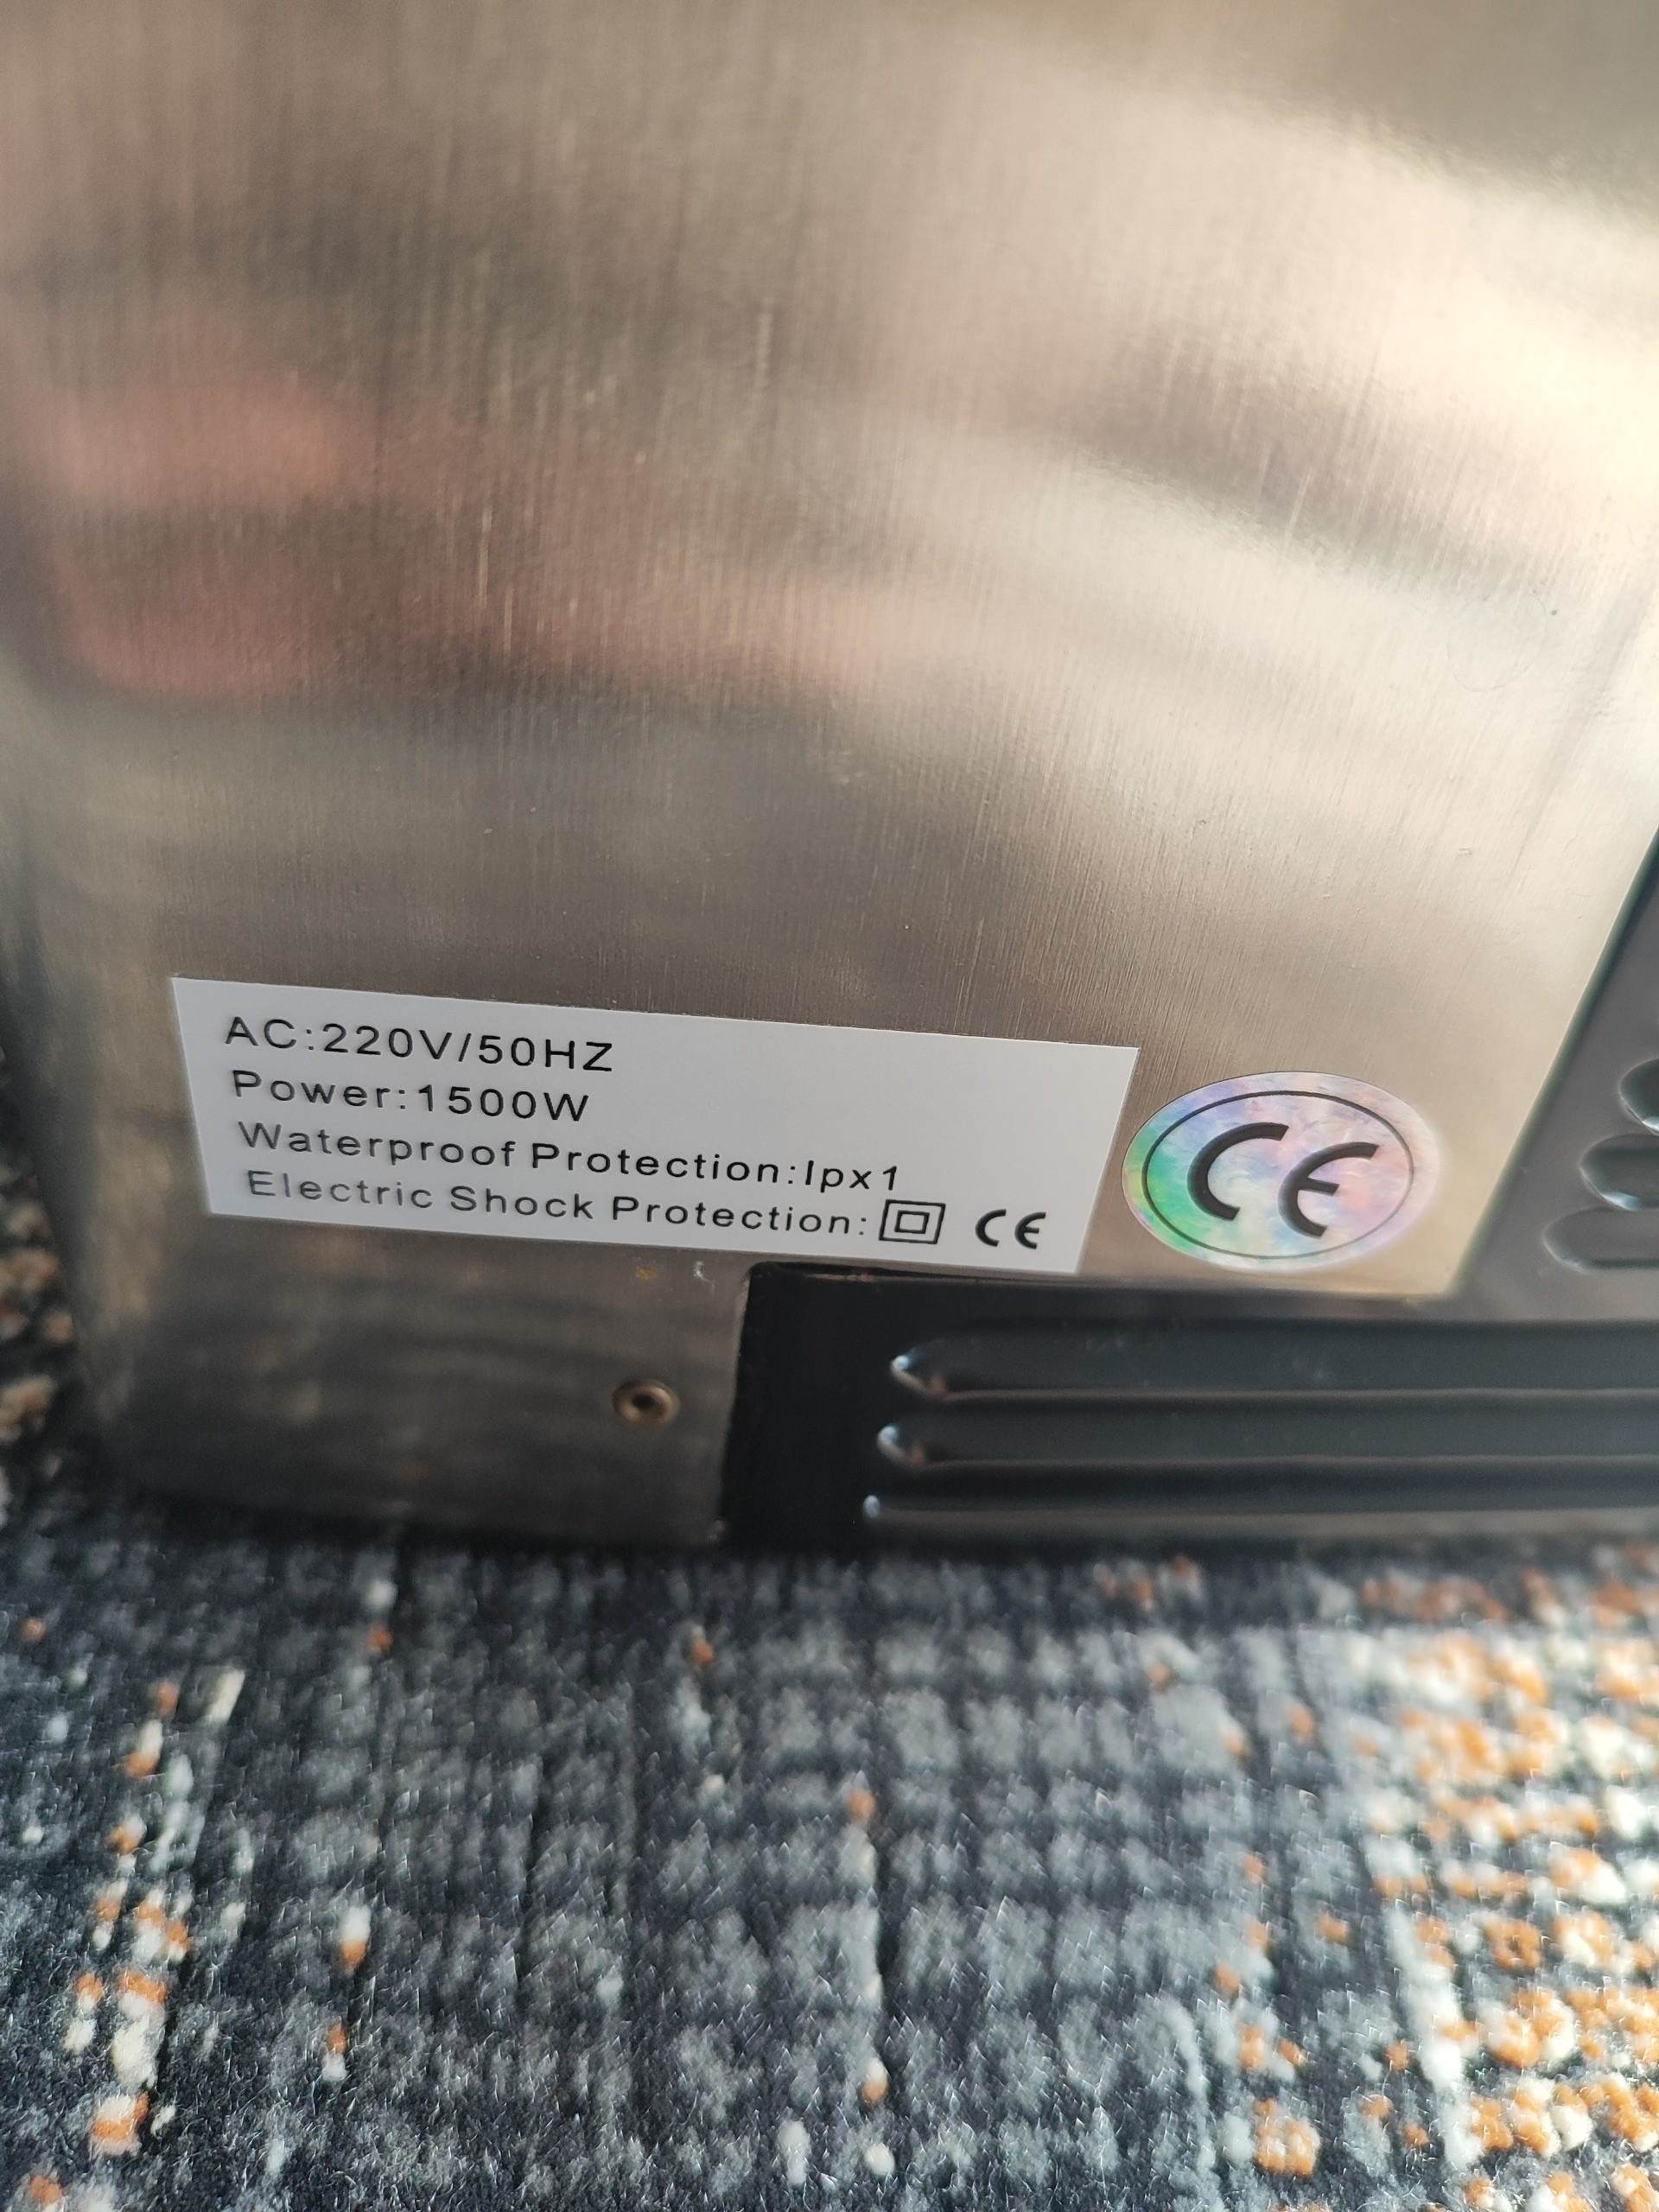 AC:220V/50HZ
Power:1500W
Waterproof Protection:Ipx1
Electric Shock Protection: CE
CE